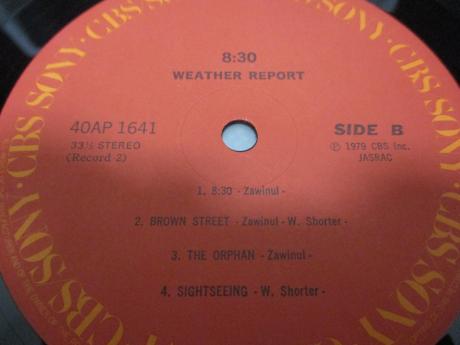 CBS SONY · CBS SONY · CBS SONY · CBS SONY
8:30
WEATHER REPORT
40AP 1641
33⅓ STEREO
(Record 2)
SIDE B
℗ 1979 CBS Inc.
JASRAC
1. 8:30 - Zawinul -
2. BROWN STREET - Zawinul - W. Shorter -
3. THE ORPHAN - Zawinul -
4. SIGHTSEEING - W. Shorter -